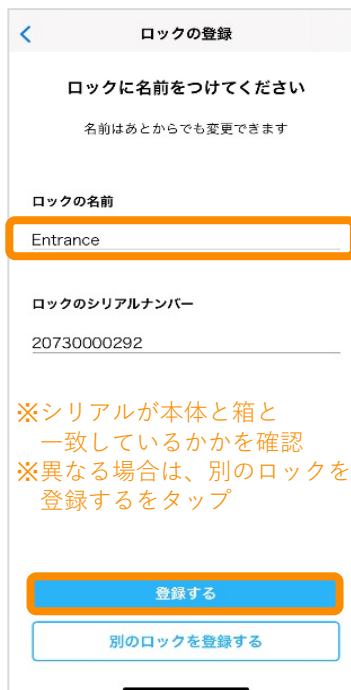 ロックの登録
ロックに名前をつけてください
名前はあとからでも変更できます
ロックの名前
Entrance
ロックのシリアルナンバー
20730000292
※シリアルが本体と箱と
一致しているかかを確認
※異なる場合は、別のロックを
登録するをタップ
登録する
別のロックを登録する